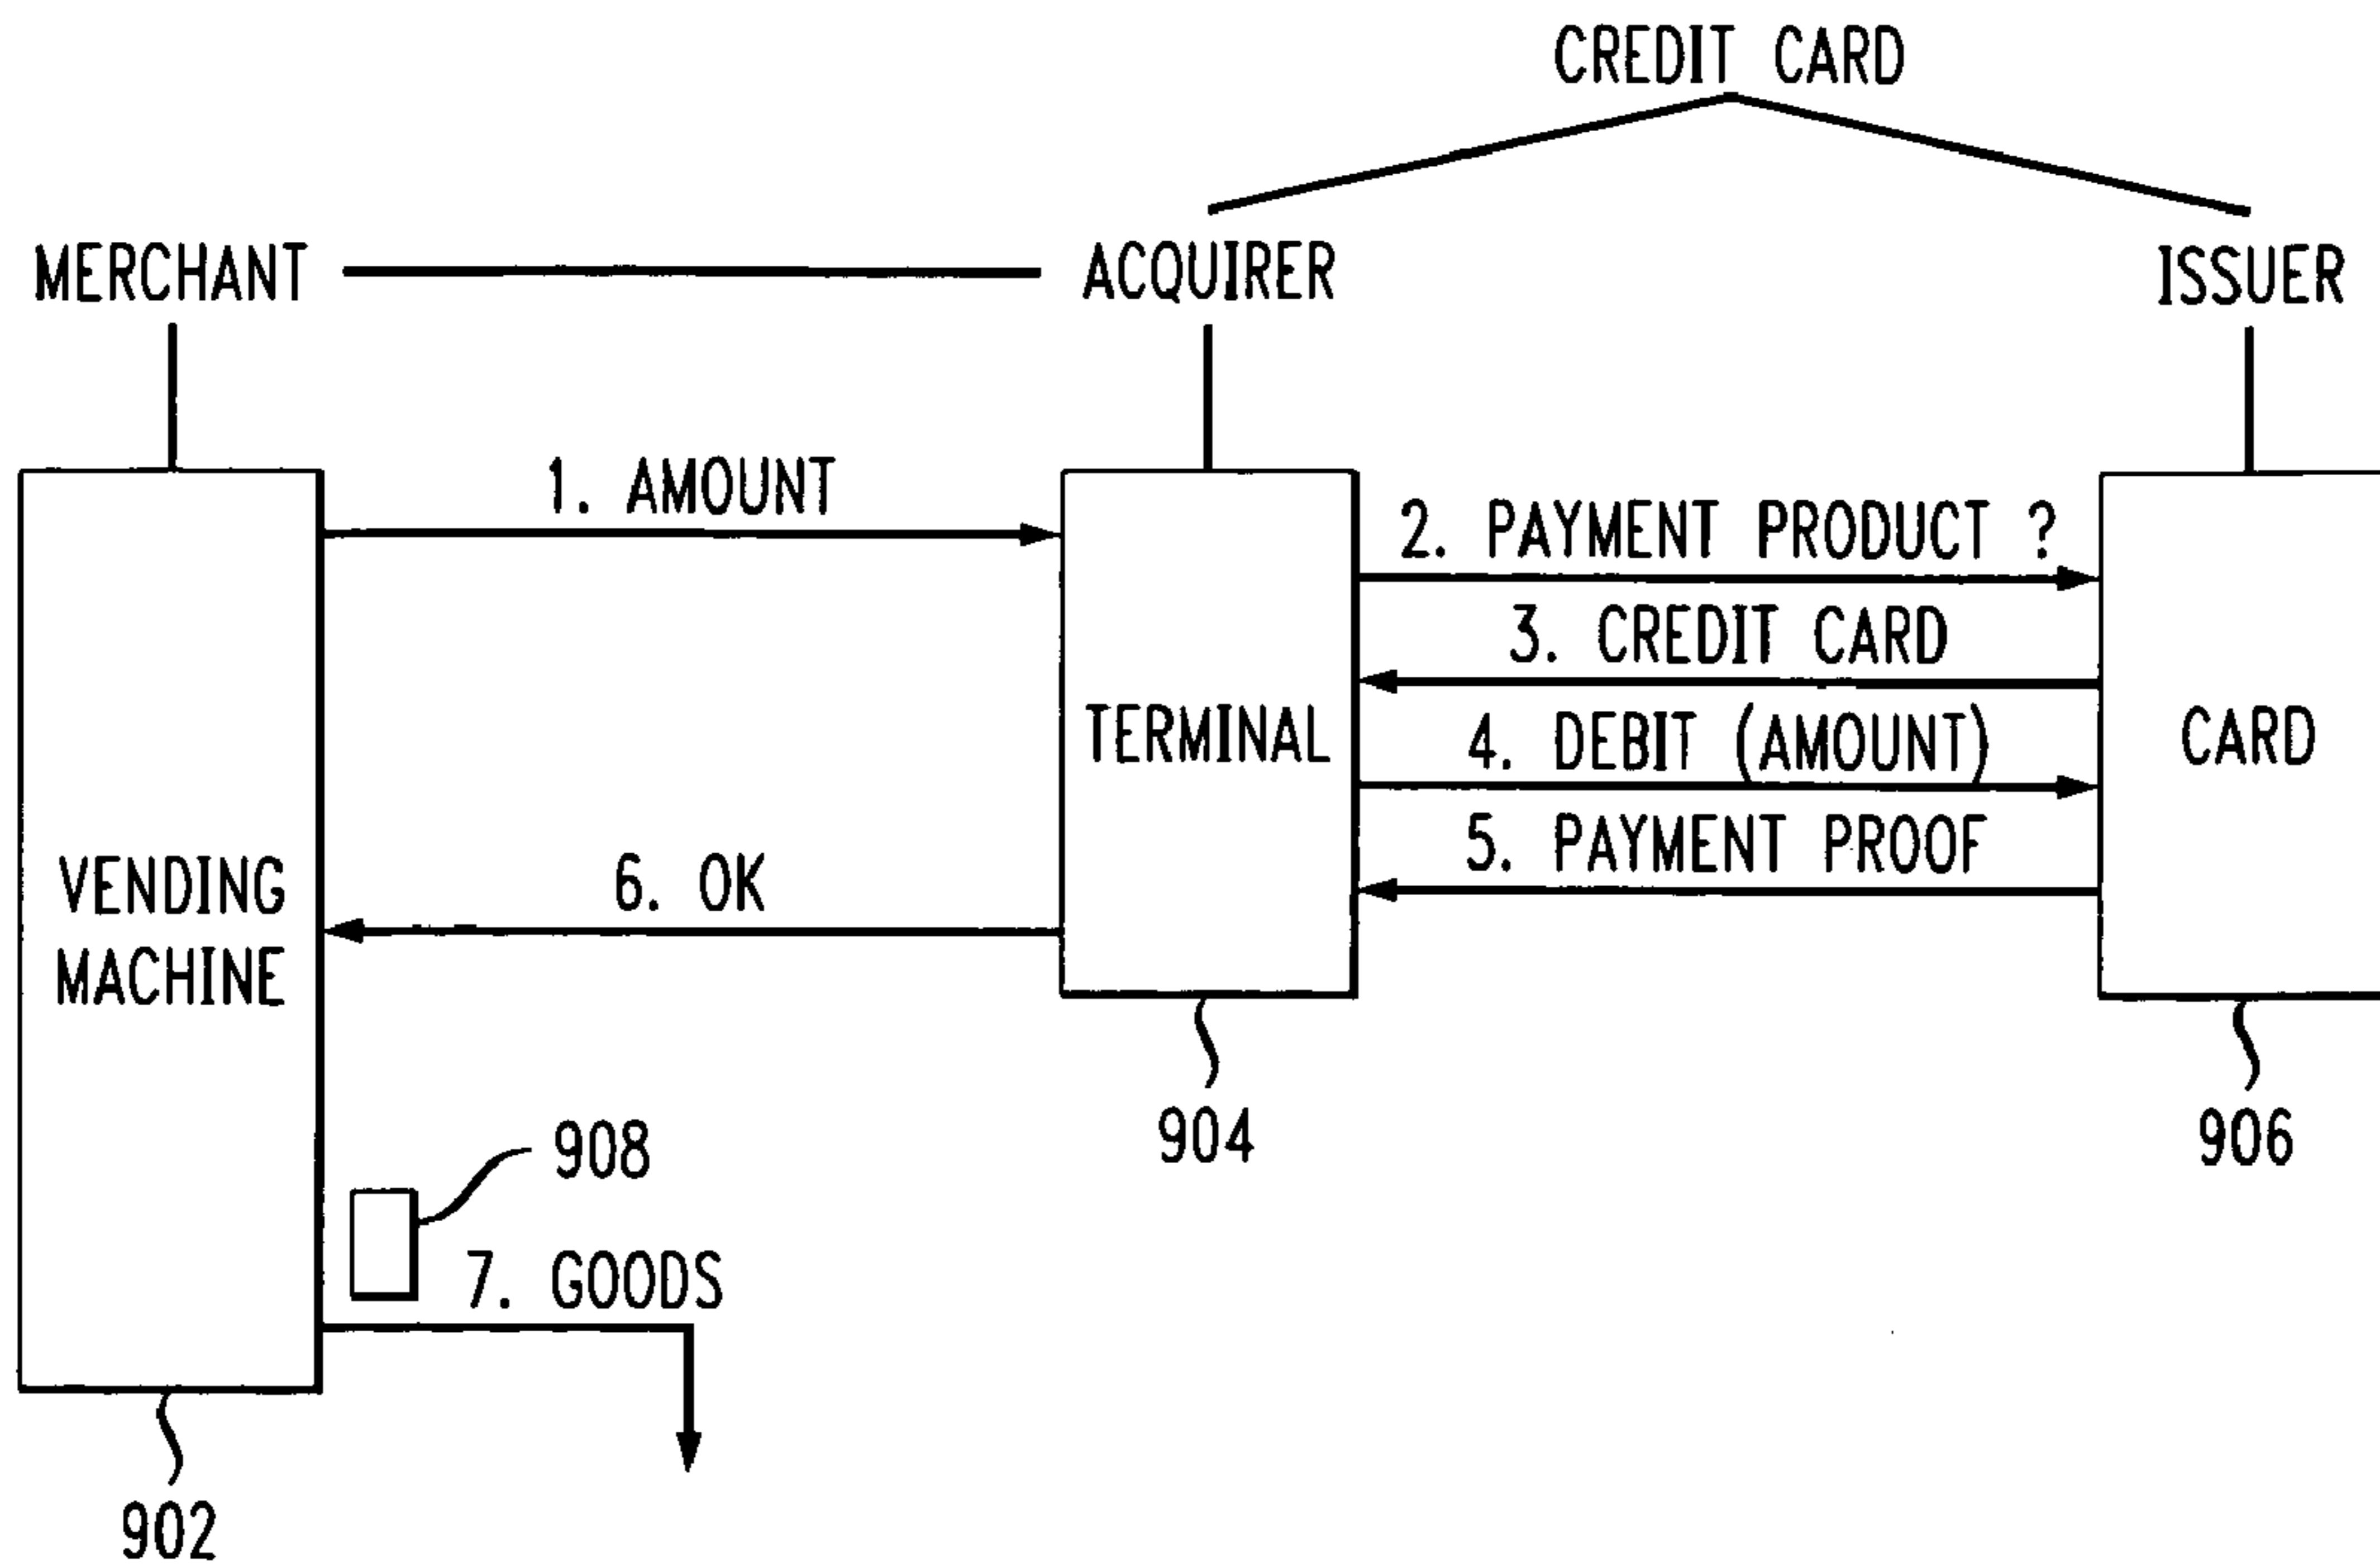 CREDIT CARD
MERCHANT
ACQUIRER
ISSUER
1. AMOUNT
2. PAYMENT PRODUCT ?
3. CREDIT CARD
4. DEBIT (AMOUNT)
5. PAYMENT PROOF
TERMINAL
CARD
VENDING
MACHINE
6. OK
904
906
908
7. GOODS
902